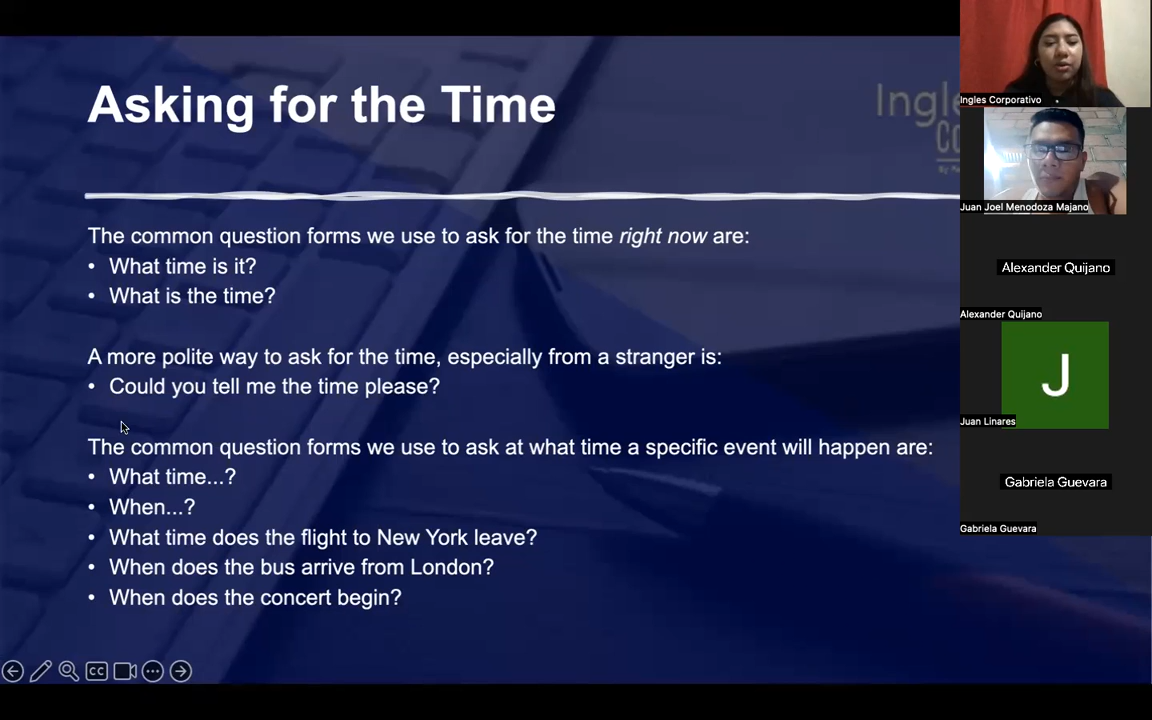 Asking for the Time
Ingle
Co
By
The common question forms we use to ask for the time right now are:
• What time is it?
• What is the time?
A more polite way to ask for the time, especially from a stranger is:
• Could you tell me the time please?
The common question forms we use to ask at what time a specific event will happen are:
• What time...?
• When...?
• What time does the flight to New York leave?
• When does the bus arrive from London?
• When does the concert begin?
CC
Ingles Corporativo
Juan Joel Menodoza Majano
Alexander Quijano
Alexander Quijano
J
Juan Linares
Gabriela Guevara
Gabriela Guevara